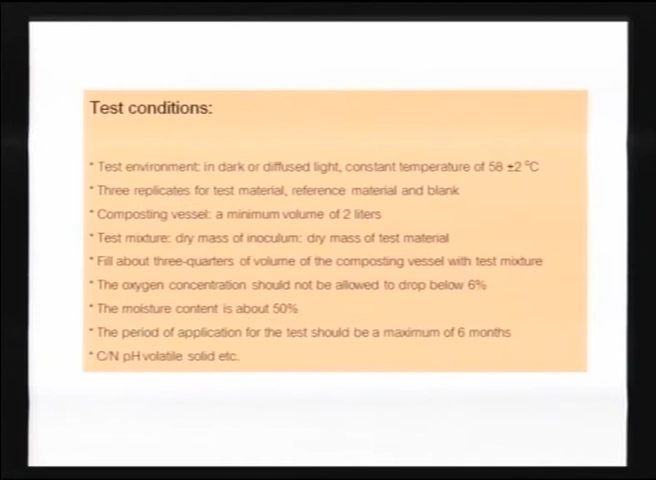 Test conditions:
* Test environment: in dark or diffused light, constant temperature of 58 ±2 °C
* Three replicates for test material, reference material and blank
* Composting vessel: a minimum volume of 2 liters
* Test mixture: dry mass of inoculum: dry mass of test material
* Fill about three-quarters of volume of the composting vessel with test mixture
* The oxygen concentration should not be allowed to drop below 6%
* The moisture content is about 50%
* The period of application for the test should be a maximum of 6 months
* C/N pH volatile solid etc.